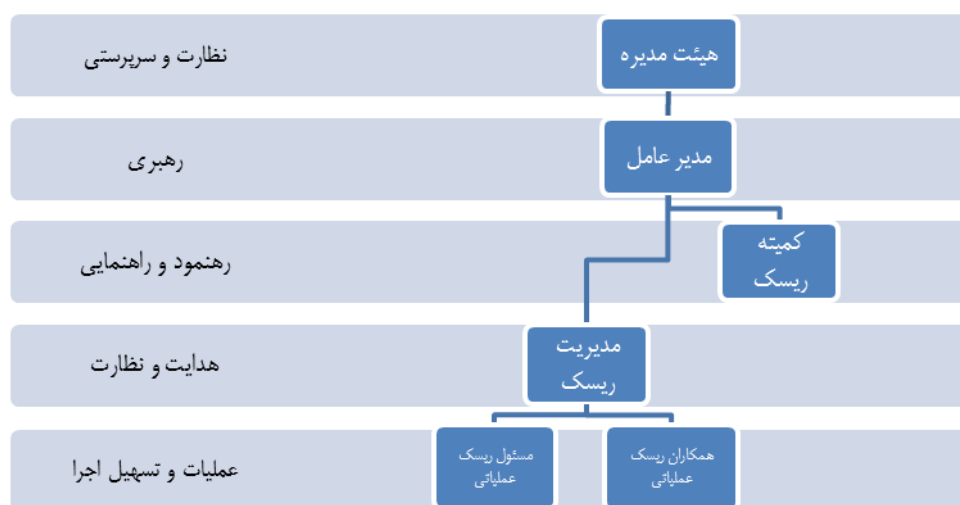 هیئت مدیره
نظارت و سرپرستی
مدیر عامل
رهبری
کمیته
ریسک
رهنمود و راهنمایی
مدیریت
ریسک
هدایت و نظارت
همکاران ریسک
عملیاتی
مسئول ریسک
عملیاتی
عملیات و تسهیل اجرا